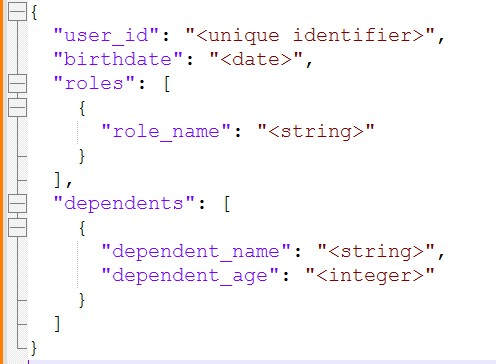 {
  "user_id": "<unique identifier>",
  "birthdate": "<date>",
  "roles": [
    {
      "role_name": "<string>"
    }
  ],
  "dependents": [
    {
      "dependent_name": "<string>",
      "dependent_age": "<integer>"
    }
  ]
}